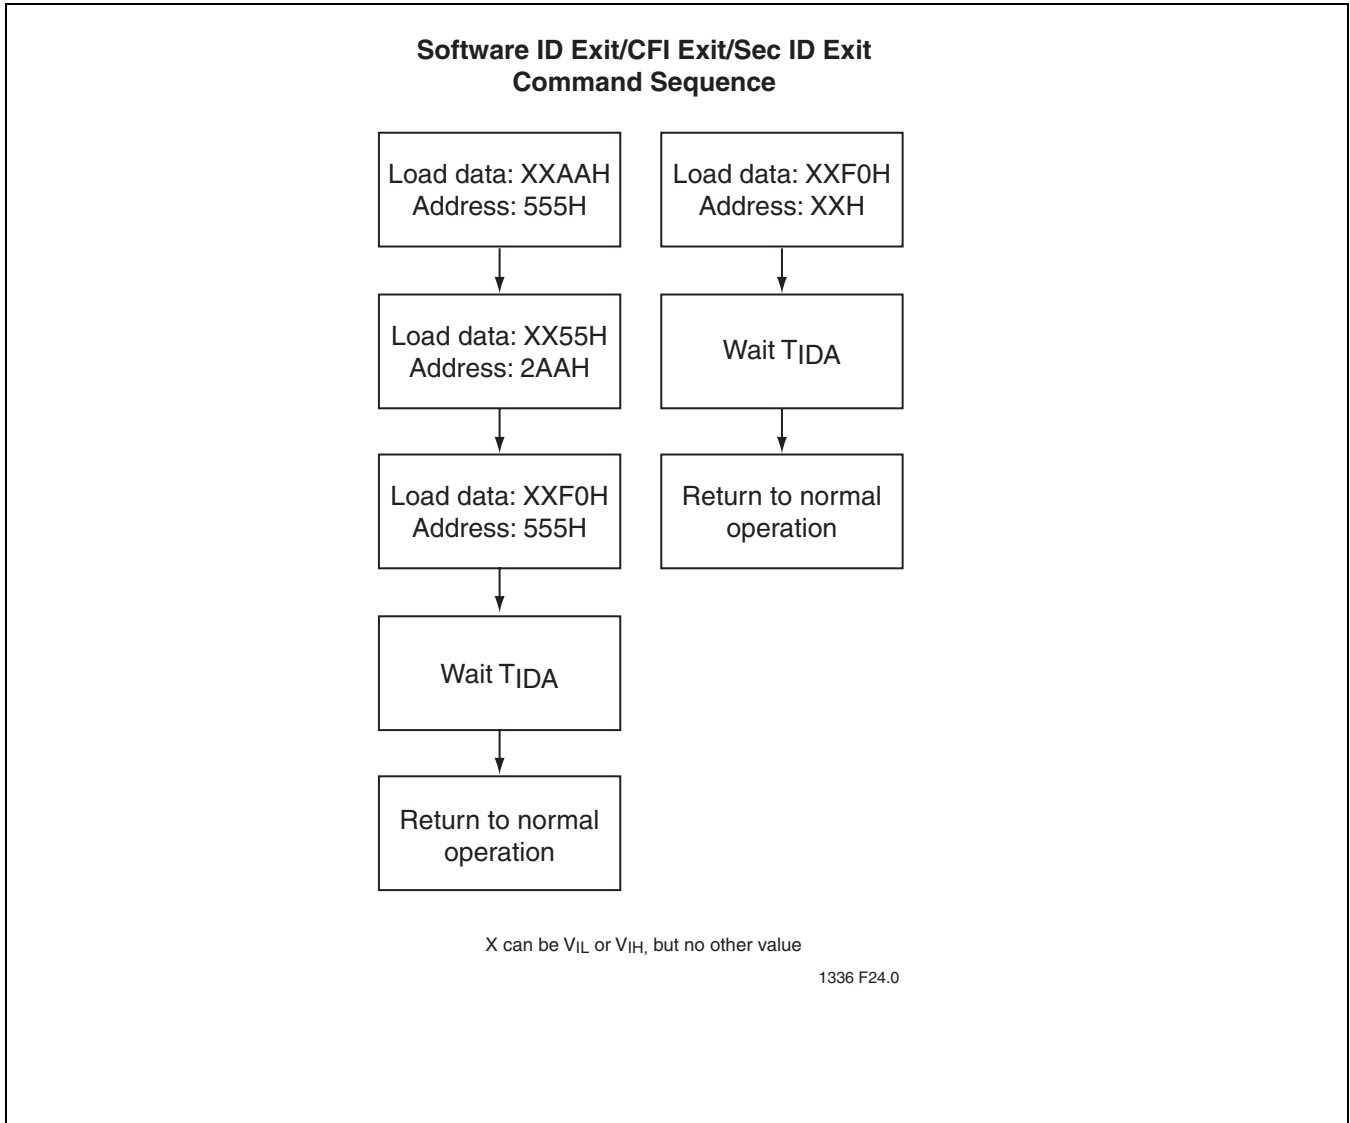 Software ID Exit/CFI Exit/Sec ID Exit
Command Sequence
Load data: XXAAH
Address: 555H
Load data: XX55H
Address: 2AAH
Load data: XXF0H
Address: 555H
Wait TIDA
Return to normal
operation
Load data: XXF0H
Address: XXH
Wait TIDA
Return to normal
operation
X can be VIL or VIH, but no other value
1336 F24.0